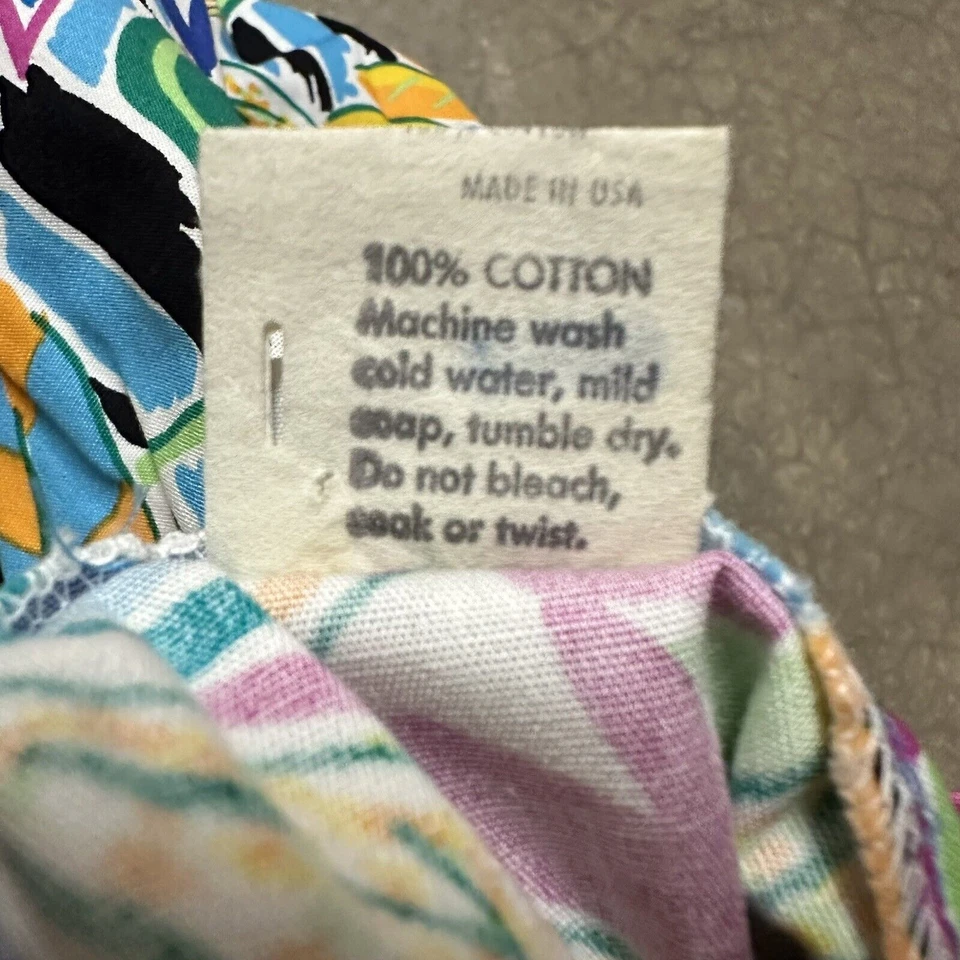 MADE IN USA
100% COTTON
Machine wash
cold water, mild
soap, tumble dry.
Do not bleach,
soak or twist.